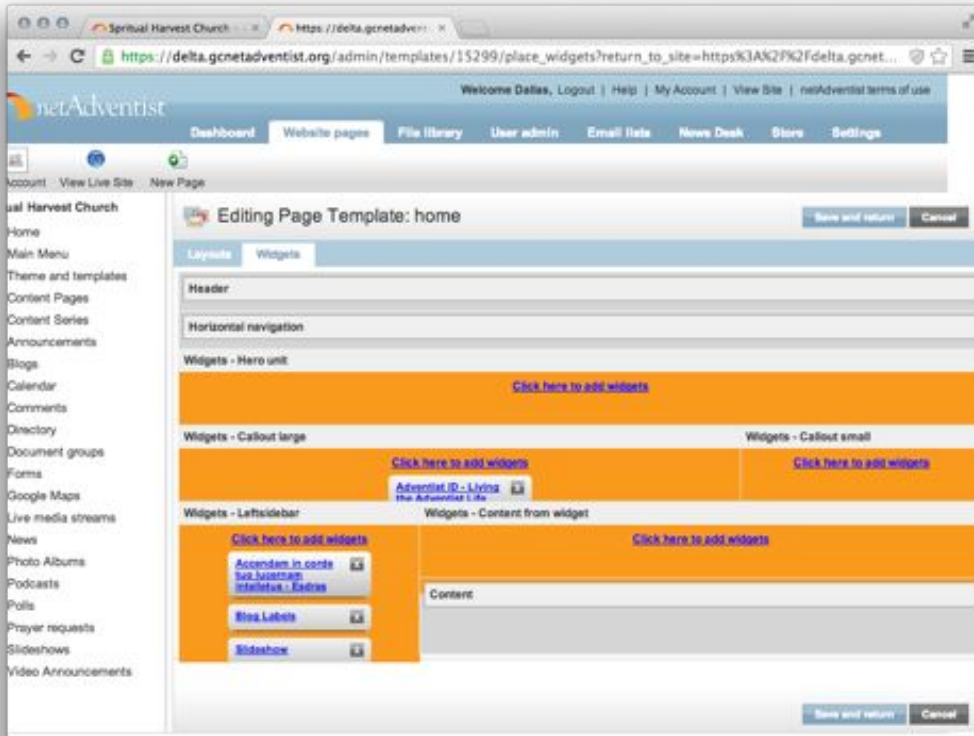 Spritual Harvest Church
https://delta.gcnetadven
https://delta.gcnetadventist.org/admin/templates/15299/place_widgets?return_to_site=https%3A%2F%2Fdelta.gcnet...
netAdventist
Welcome Dallas, Logout | Help | My Account | View Site | netAdventist terms of use
Dashboard Website pages File library User admin Email lists News Desk Store Settings
Account View Live Site New Page
ual Harvest Church
Home
Main Menu
Theme and templates
Content Pages
Content Series
Announcements
Blogs
Calendar
Comments
Directory
Document groups
Forms
Google Maps
Live media streams
News
Photo Albums
Podcasts
Polls
Prayer requests
Slideshows
Video Announcements
Editing Page Template: home
Save and return Cancel
Layouts Widgets
Header
Horizontal navigation
Widgets - Hero unit
Click here to add widgets
Widgets - Callout large
Click here to add widgets
Adventist ID - Living
the Adventist Life
Widgets - Callout small
Click here to add widgets
Widgets - Leftsidebar
Click here to add widgets
Accendam in corde
tuo lucernam
intelletus - Esdras
Blog Labels
Slideshow
Widgets - Content from widget
Click here to add widgets
Content
Save and return Cancel